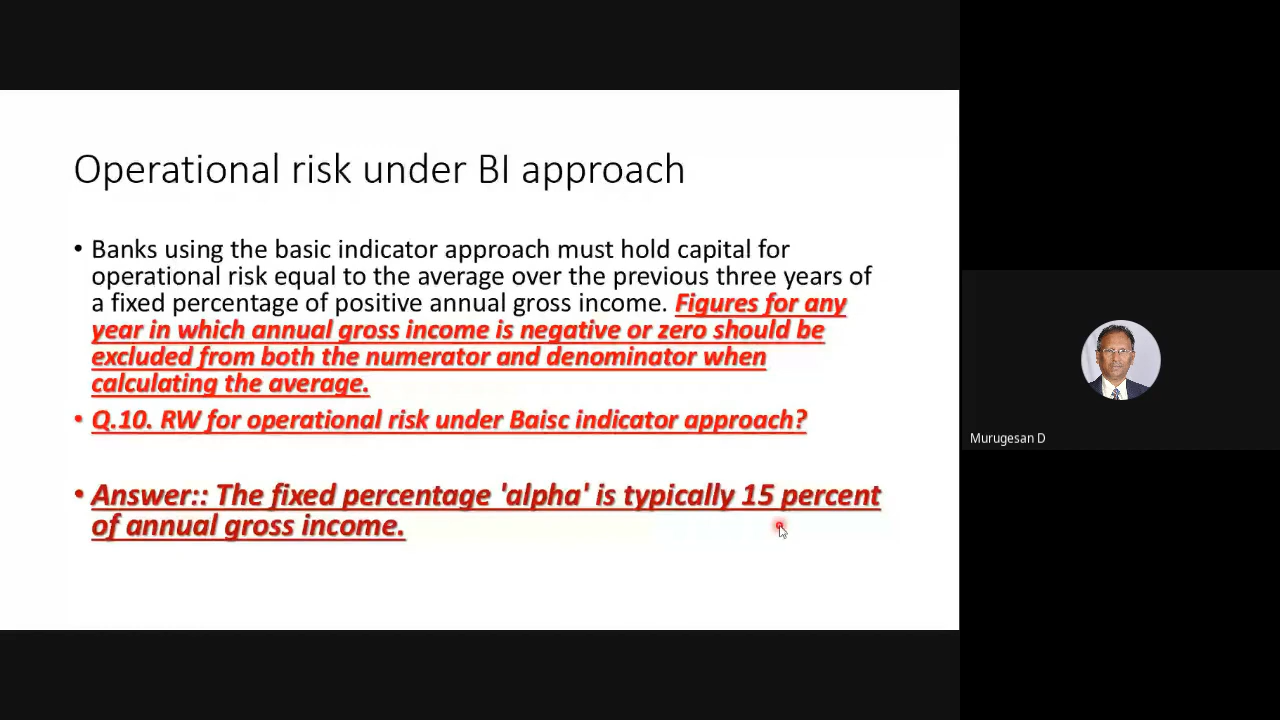 Operational risk under BI approach
• Banks using the basic indicator approach must hold capital for
operational risk equal to the average over the previous three years of
a fixed percentage of positive annual gross income. Figures for any
year in which annual gross income is negative or zero should be
excluded from both the numerator and denominator when
calculating the average.
• Q.10. RW for operational risk under Baisc indicator approach?
• Answer:: The fixed percentage 'alpha' is typically 15 percent
of annual gross income.
Murugesan D